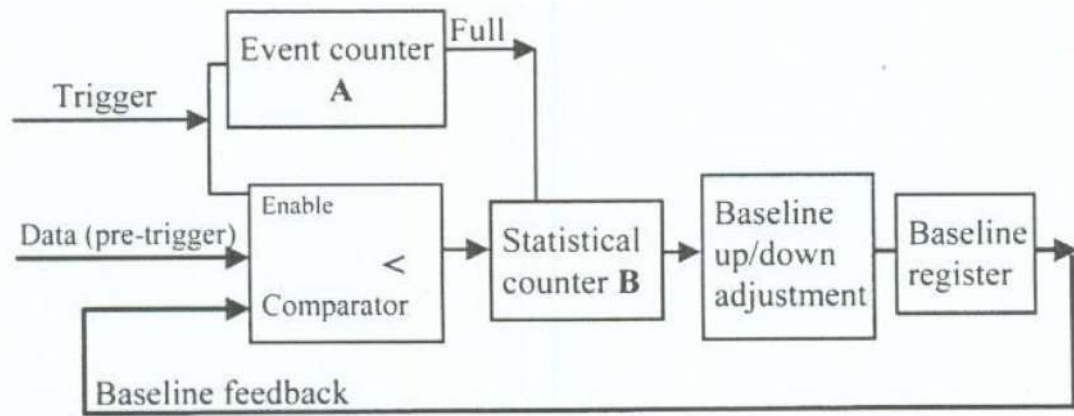 Event counter
A
Full
Trigger
Enable
<
Comparator
Data (pre-trigger)
Statistical
counter B
Baseline
up/down
adjustment
Baseline
register
Baseline feedback